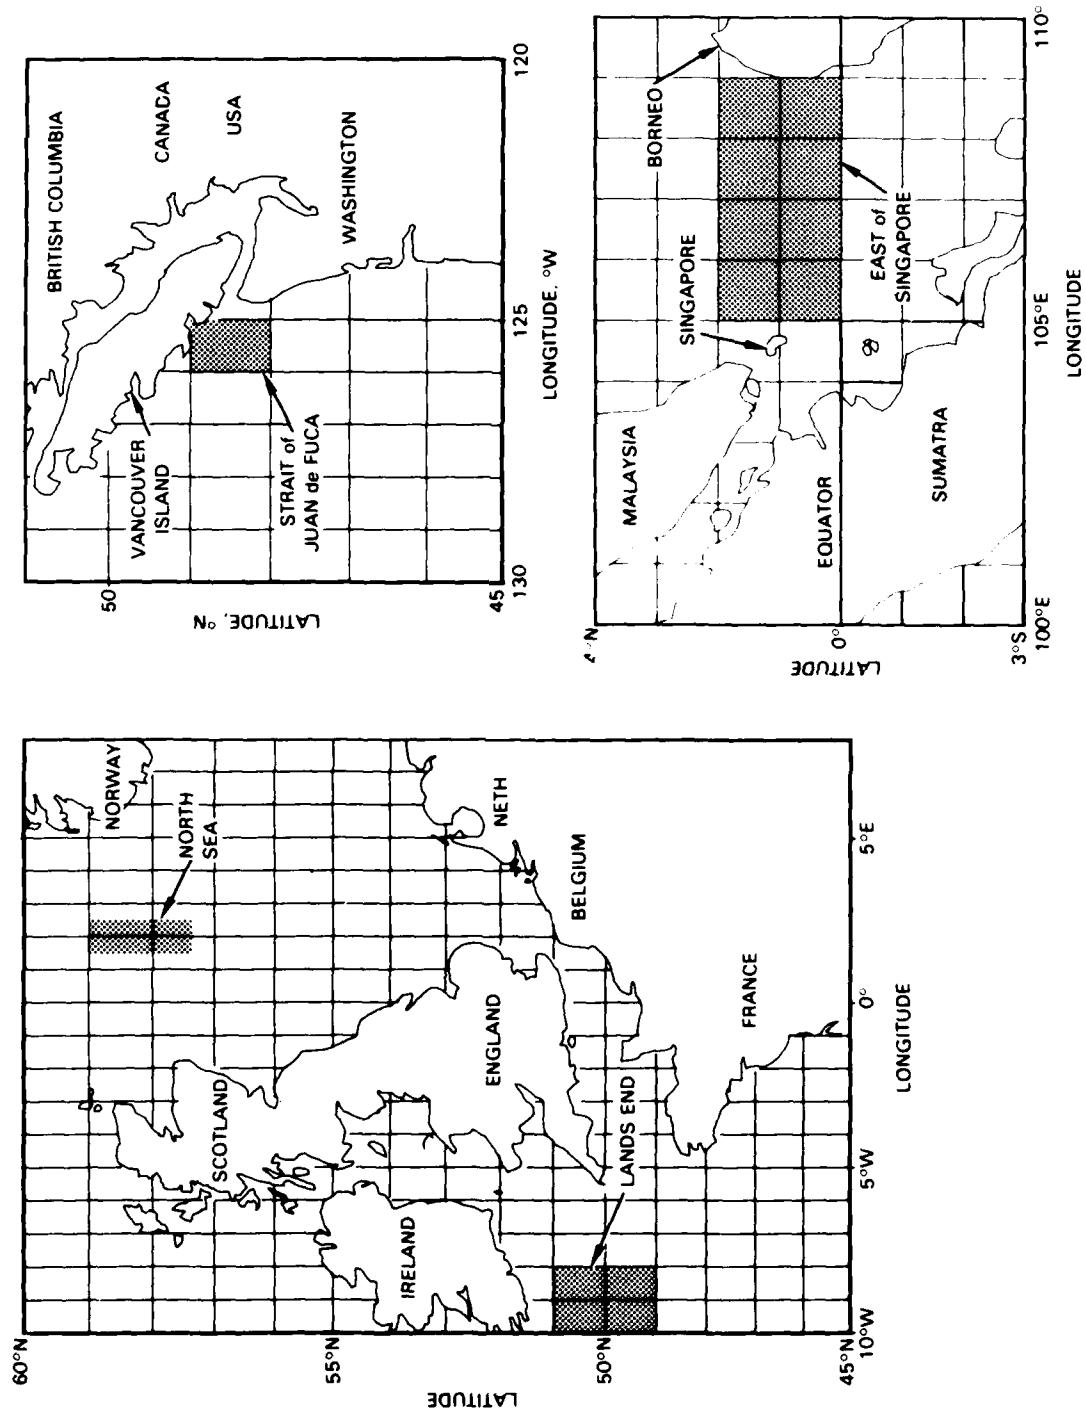 60°N
55°N
50°N
45°N
LATITUDE
10°W
5°W
0°
5°E
LONGITUDE
NORWAY
NORTH
SEA
SCOTLAND
IRELAND
ENGLAND
NETH
BELGIUM
LANDS END
FRANCE
BRITISH COLUMBIA
CANADA
USA
WASHINGTON
VANCOUVER
ISLAND
STRAIT of
JUAN de FUCA
50
45
LATITUDE, °N
130
125
120
LONGITUDE, °W
BORNEO
SINGAPORE
MALAYSIA
EQUATOR
EAST of
SINGAPORE
SUMATRA
°N
0°
3°S
LATITUDE
100°E
105°E
110°
LONGITUDE